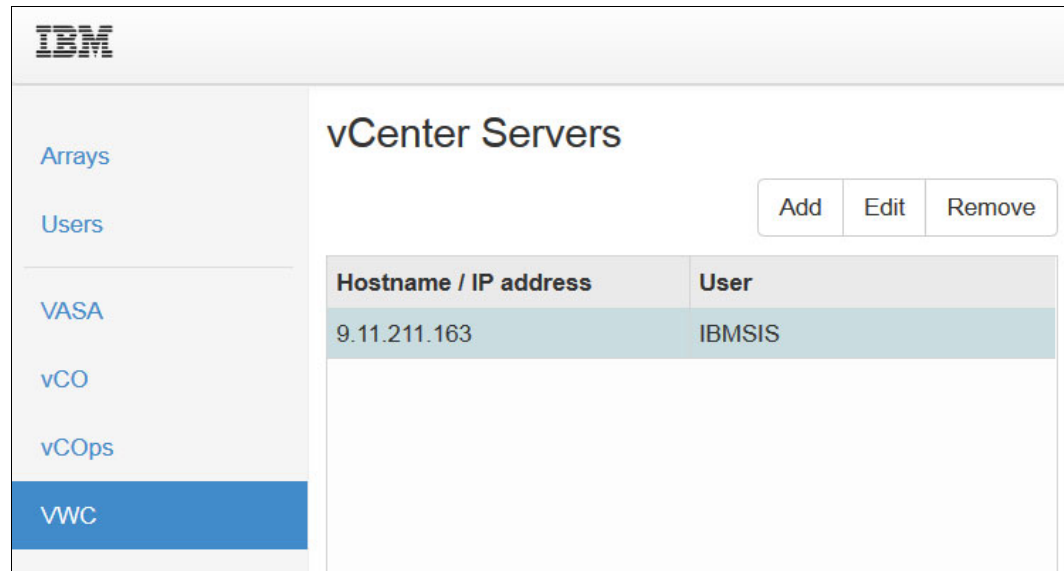 IBM
Arrays
Users
VASA
vCO
vCOps
VWC
vCenter Servers
Add Edit Remove
Hostname / IP address User
9.11.211.163 IBMSIS